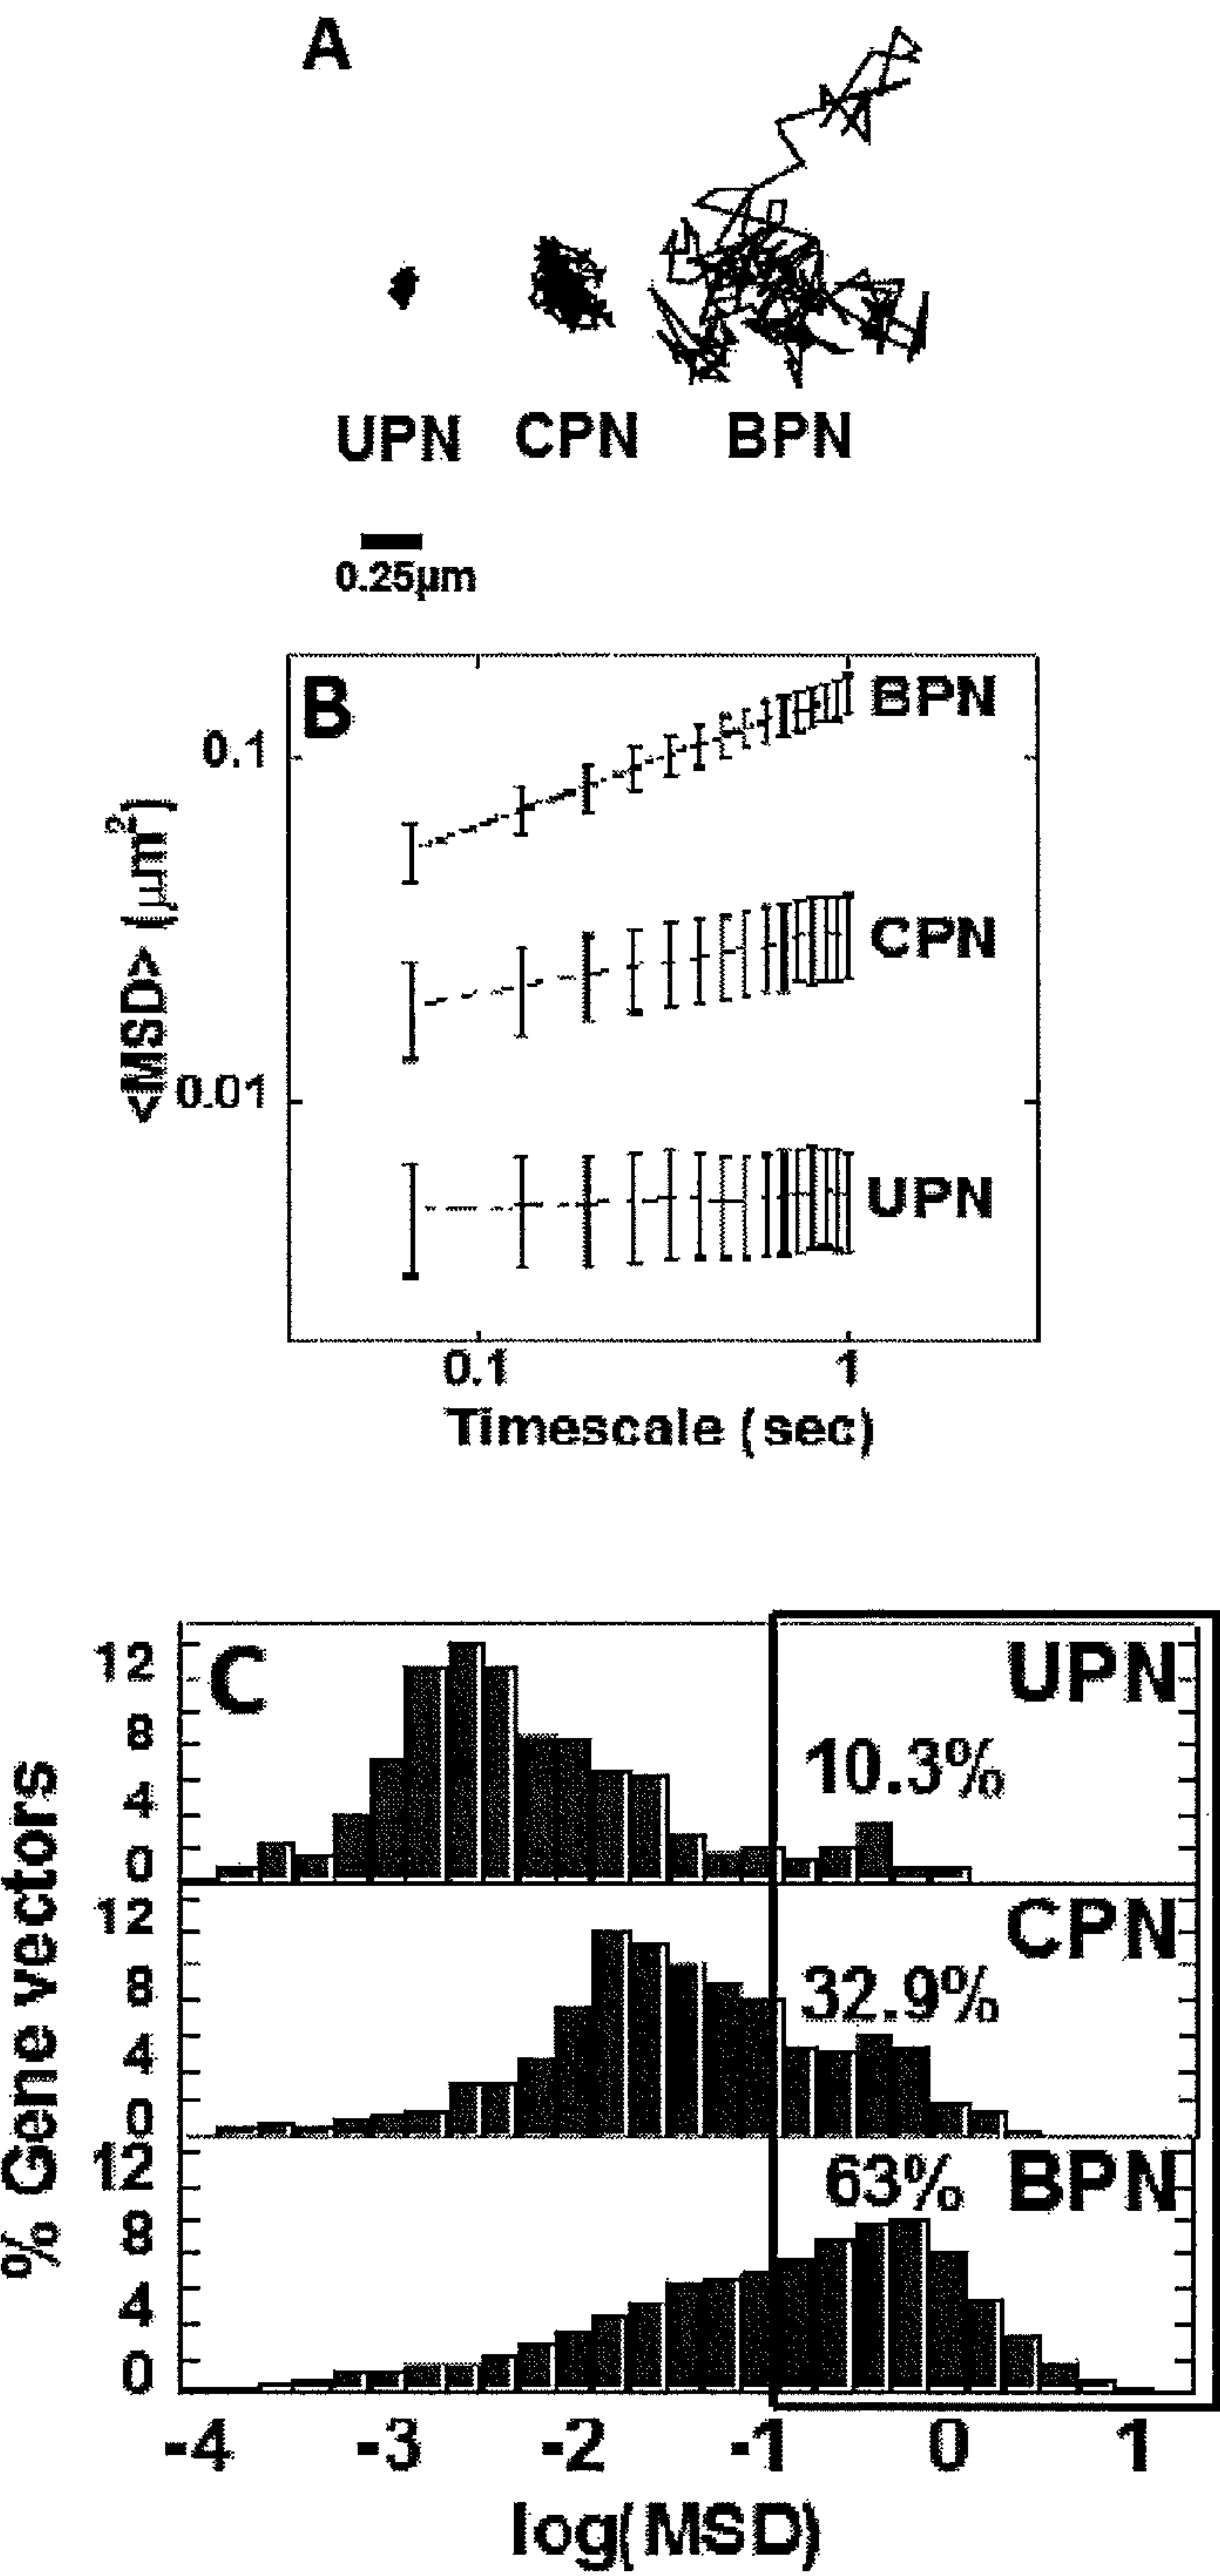 A
UPN CPN BPN
0.25μm
B
BPN
0.1
CPN
<MSD> (μm²)
0.01
UPN
0.1 1
Timescale (sec)
C
UPN
12
10.3%
8
4
0
CPN
12
32.9%
8
4
0
% Gene vectors
63% BPN
12
8
4
0
-4 -3 -2 -1 0 1
log(MSD)